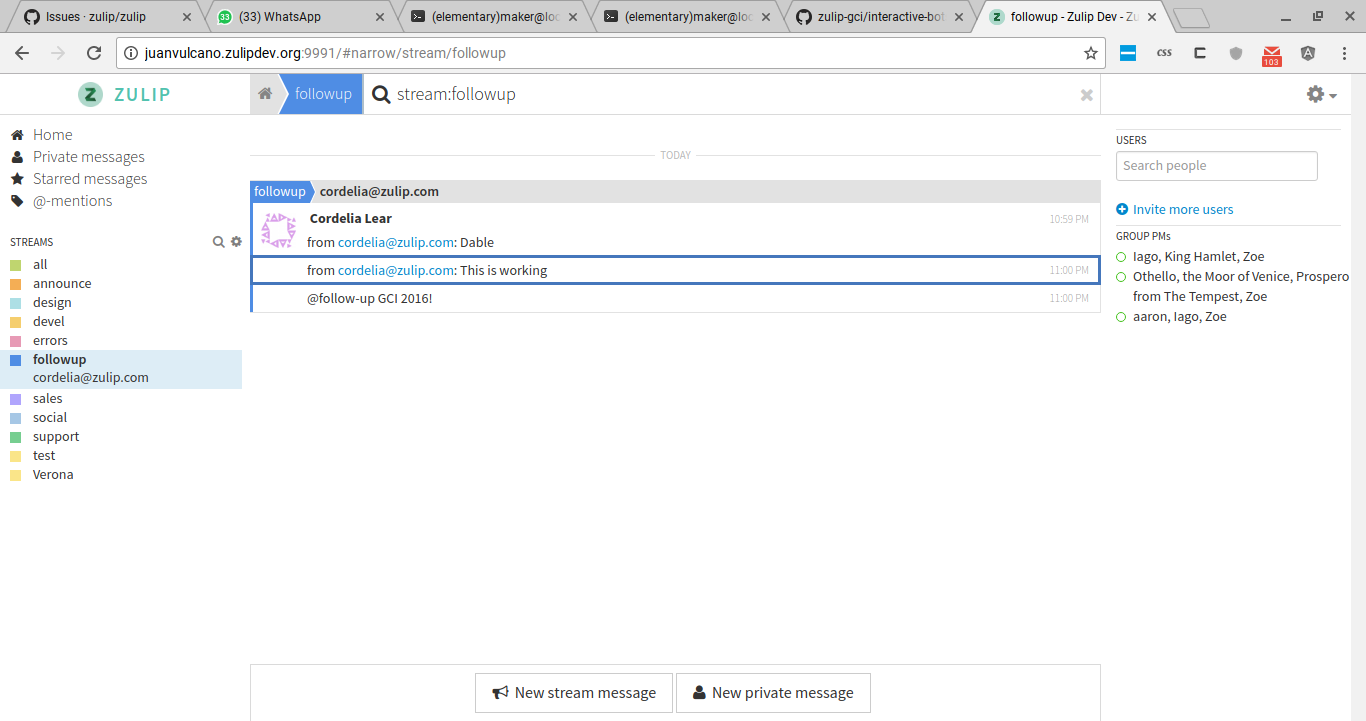 Issues · zulip/zulip
(33) WhatsApp
(elementary)maker@loc
(elementary)maker@loc
zulip-gci/interactive-bot
followup - Zulip Dev - Zu
juanvulcano.zulipdev.org:9991/#narrow/stream/followup
css
103
ZULIP
followup
stream:followup
Home
Private messages
Starred messages
@-mentions
STREAMS
all
announce
design
devel
errors
followup
cordelia@zulip.com
sales
social
support
test
Verona
TODAY
followup cordelia@zulip.com
Cordelia Lear 10:59 PM
from cordelia@zulip.com: Dable
from cordelia@zulip.com: This is working 11:00 PM
@follow-up GCI 2016! 11:00 PM
New stream message
New private message
USERS
Search people
Invite more users
GROUP PMs
Iago, King Hamlet, Zoe
Othello, the Moor of Venice, Prospero
from The Tempest, Zoe
aaron, Iago, Zoe